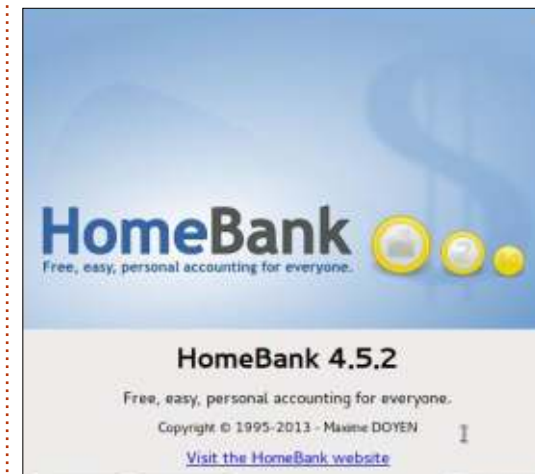 HomeBank
Free, easy, personal accounting for everyone.
HomeBank 4.5.2
Free, easy, personal accounting for everyone.
Copyright © 1995-2013 - Maxime DOYEN
Visit the HomeBank website